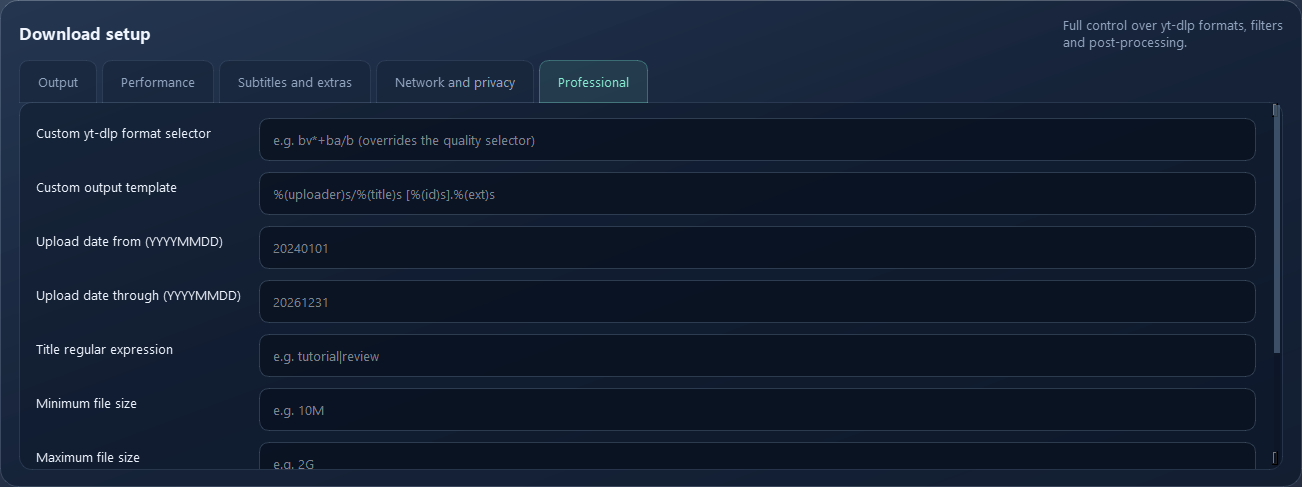 Download setup
Full control over yt-dlp formats, filters
and post-processing.
Output
Performance
Subtitles and extras
Network and privacy
Professional
Custom yt-dlp format selector
e.g. bv*+ba/b (overrides the quality selector)
Custom output template
%(uploader)s/%(title)s [%(id)s].%(ext)s
Upload date from (YYYYMMDD)
20240101
Upload date through (YYYYMMDD)
20261231
Title regular expression
e.g. tutorial|review
Minimum file size
e.g. 10M
Maximum file size
e.g. 2G